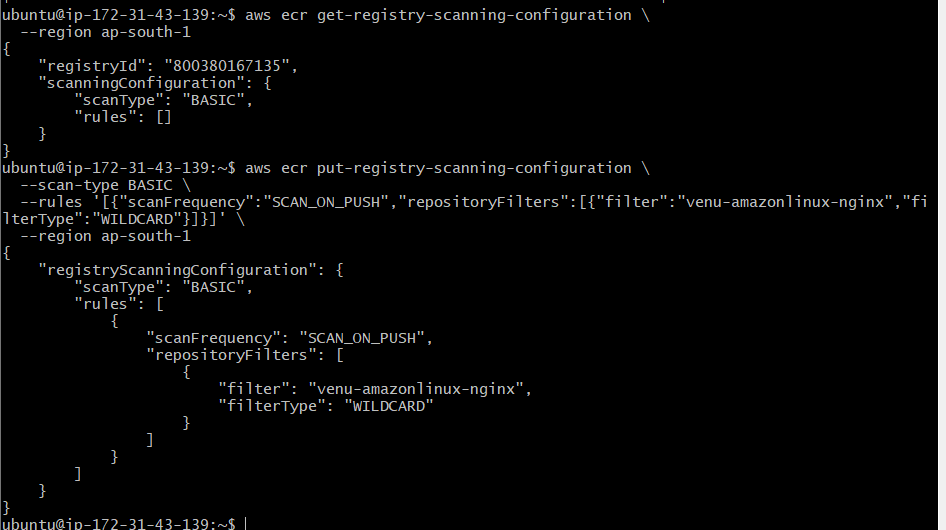 ubuntu@ip-172-31-43-139:~$ aws ecr get-registry-scanning-configuration \
  --region ap-south-1
{
    "registryId": "800380167135",
    "scanningConfiguration": {
        "scanType": "BASIC",
        "rules": []
    }
}
ubuntu@ip-172-31-43-139:~$ aws ecr put-registry-scanning-configuration \
  --scan-type BASIC \
  --rules '[{"scanFrequency":"SCAN_ON_PUSH","repositoryFilters":[{"filter":"venu-amazonlinux-nginx","fi
lterType":"WILDCARD"}]}]' \
  --region ap-south-1
{
    "registryScanningConfiguration": {
        "scanType": "BASIC",
        "rules": [
            {
                "scanFrequency": "SCAN_ON_PUSH",
                "repositoryFilters": [
                    {
                        "filter": "venu-amazonlinux-nginx",
                        "filterType": "WILDCARD"
                    }
                ]
            }
        ]
    }
}
ubuntu@ip-172-31-43-139:~$